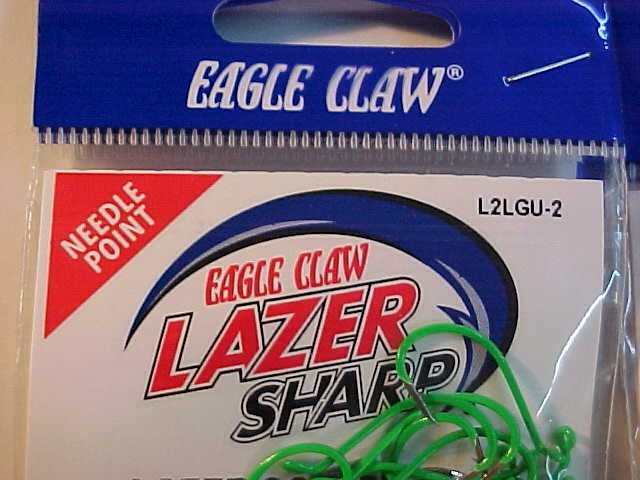 EAGLE CLAW®
NEEDLE
POINT
L2LGU-2
EAGLE CLAW
LAZER
SHARP